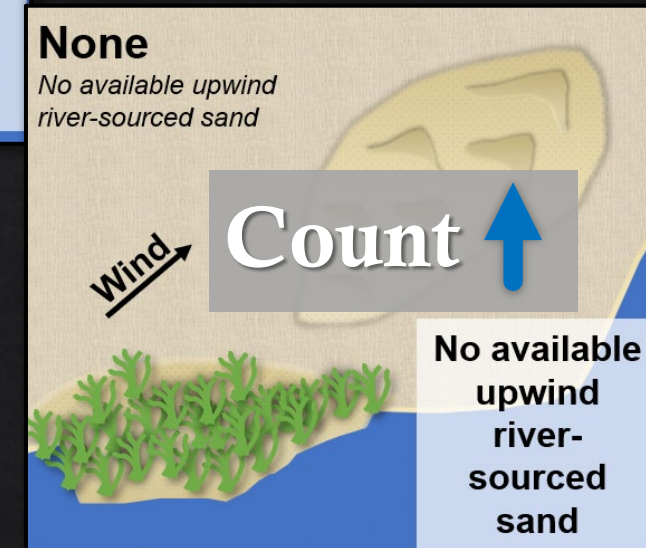 None
No available upwind
river-sourced sand
Wind
Count
No available
upwind
river-
sourced
sand